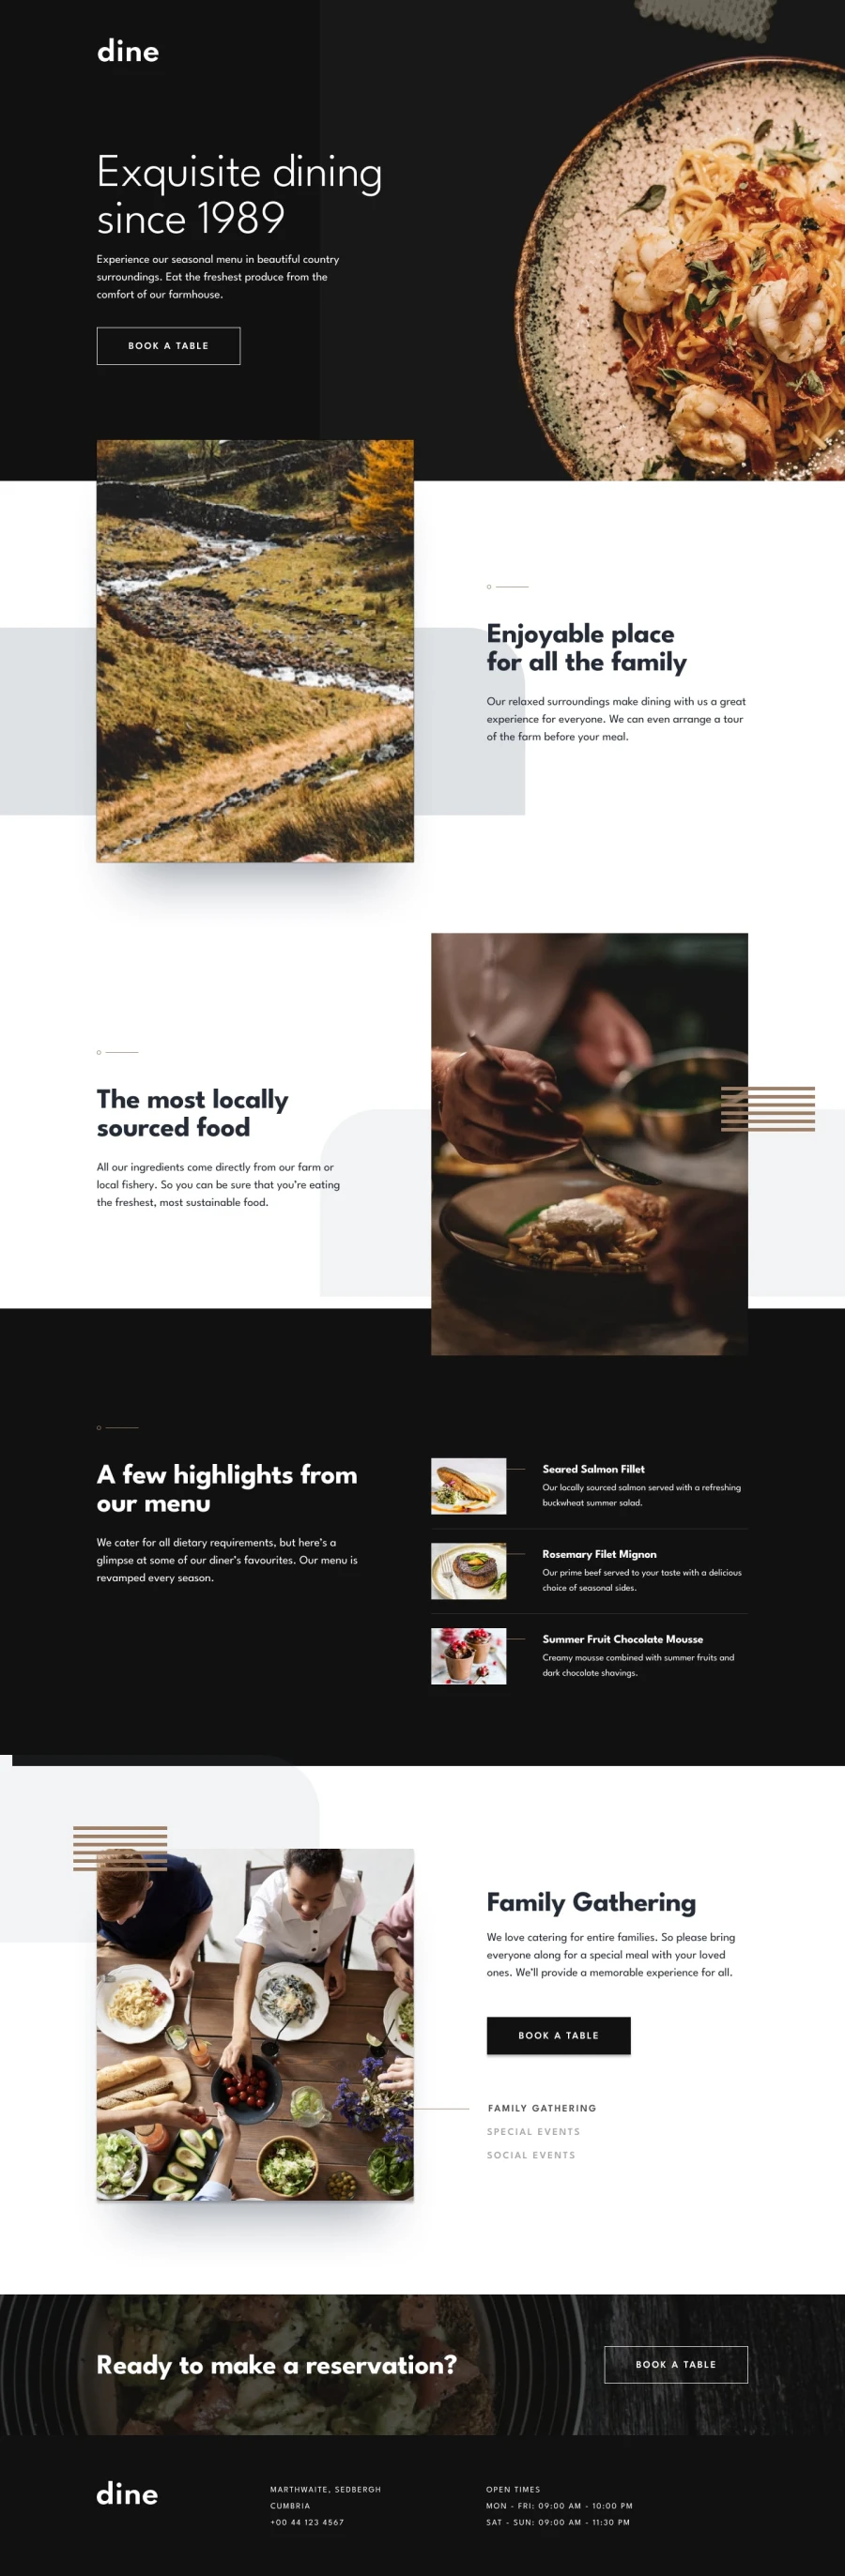 dine
Exquisite dining
since 1989
Experience our seasonal menu in beautiful country
surroundings. Eat the freshest produce from the
comfort of our farmhouse.
BOOK A TABLE
Enjoyable place
for all the family
Our relaxed surroundings make dining with us a great
experience for everyone. We can even arrange a tour
of the farm before your meal.
The most locally
sourced food
All our ingredients come directly from our farm or
local fishery. So you can be sure that you’re eating
the freshest, most sustainable food.
A few highlights from
our menu
We cater for all dietary requirements, but here’s a
glimpse at some of our diner’s favourites. Our menu is
revamped every season.
Seared Salmon Fillet
Our locally sourced salmon served with a refreshing
buckwheat summer salad.
Rosemary Filet Mignon
Our prime beef served to your taste with a delicious
choice of seasonal sides.
Summer Fruit Chocolate Mousse
Creamy mousse combined with summer fruits and
dark chocolate shavings.
Family Gathering
We love catering for entire families. So please bring
everyone along for a special meal with your loved
ones. We’ll provide a memorable experience for all.
BOOK A TABLE
FAMILY GATHERING
SPECIAL EVENTS
SOCIAL EVENTS
Ready to make a reservation?
BOOK A TABLE
dine
MARTHWAITE, SEDBERGH
CUMBRIA
+00 44 123 4567
OPEN TIMES
MON - FRI: 09:00 AM - 10:00 PM
SAT - SUN: 09:00 AM - 11:30 PM